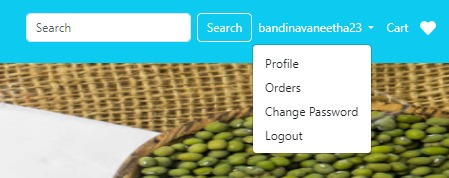 Search Search bandinavaneetha23 Cart
Profile
Orders
Change Password
Logout